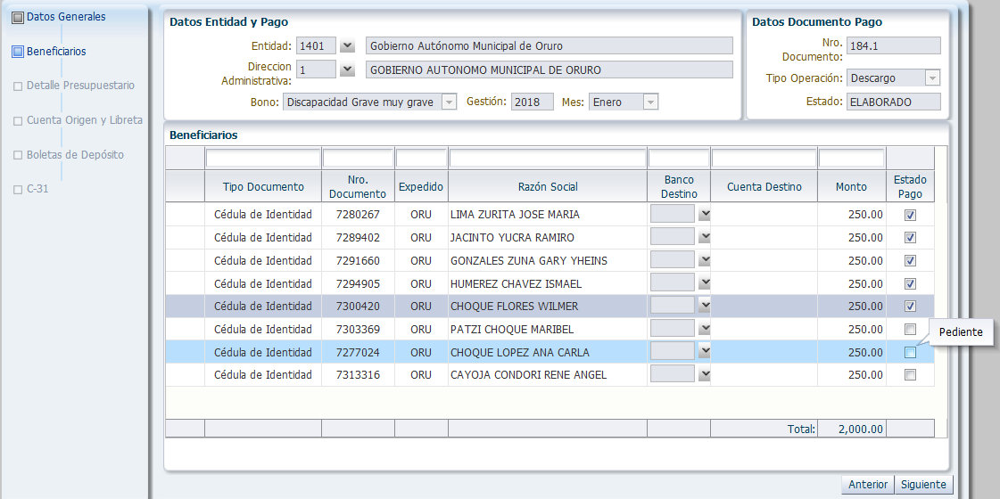 Datos Generales
Beneficiarios
Detalle Presupuestario
Cuenta Origen y Libreta
Boletas de Depósito
C-31
Datos Entidad y Pago
Entidad: 1401 Gobierno Autónomo Municipal de Oruro
Direccion Administrativa: 1 GOBIERNO AUTONOMO MUNICIPAL DE ORURO
Bono: Discapacidad Grave muy grave Gestión: 2018 Mes: Enero
Datos Documento Pago
Nro. Documento: 184.1
Tipo Operación: Descargo
Estado: ELABORADO
Beneficiarios
Tipo Documento Nro. Documento Expedido Razón Social Banco Destino Cuenta Destino Monto Estado Pago
Cédula de Identidad 7280267 ORU LIMA ZURITA JOSE MARIA 250.00
Cédula de Identidad 7289402 ORU JACINTO YUCRA RAMIRO 250.00
Cédula de Identidad 7291660 ORU GONZALES ZUNA GARY YHEINS 250.00
Cédula de Identidad 7294905 ORU HUMEREZ CHAVEZ ISMAEL 250.00
Cédula de Identidad 7300420 ORU CHOQUE FLORES WILMER 250.00
Cédula de Identidad 7303369 ORU PATZI CHOQUE MARIBEL 250.00
Cédula de Identidad 7277024 ORU CHOQUE LOPEZ ANA CARLA 250.00
Cédula de Identidad 7313316 ORU CAYOJA CONDORI RENE ANGEL 250.00
Pediente
Total: 2,000.00
Anterior Siguiente